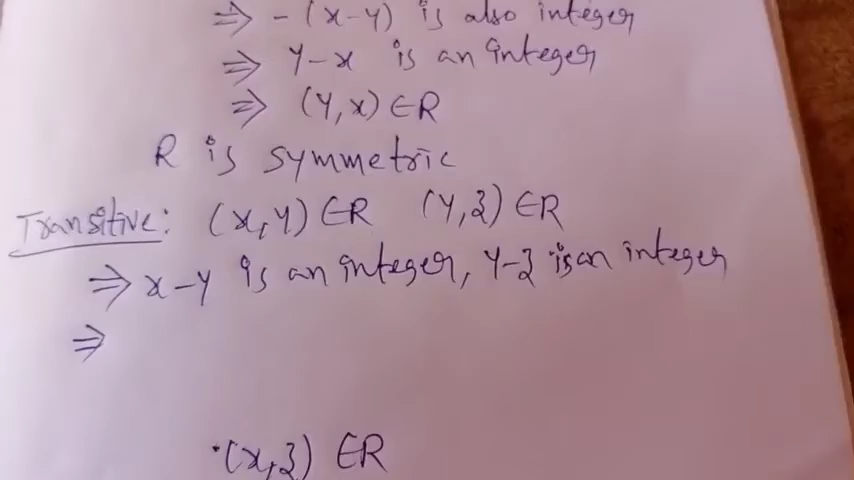 ⇒ -(x-y) is also integer
⇒ y-x is an integer
⇒ (y,x) ∈ R
R is symmetric
Transitive: (x,y) ∈ R (y,z) ∈ R
⇒ x-y is an integer, y-z is an integer
⇒
(x,z) ∈ R